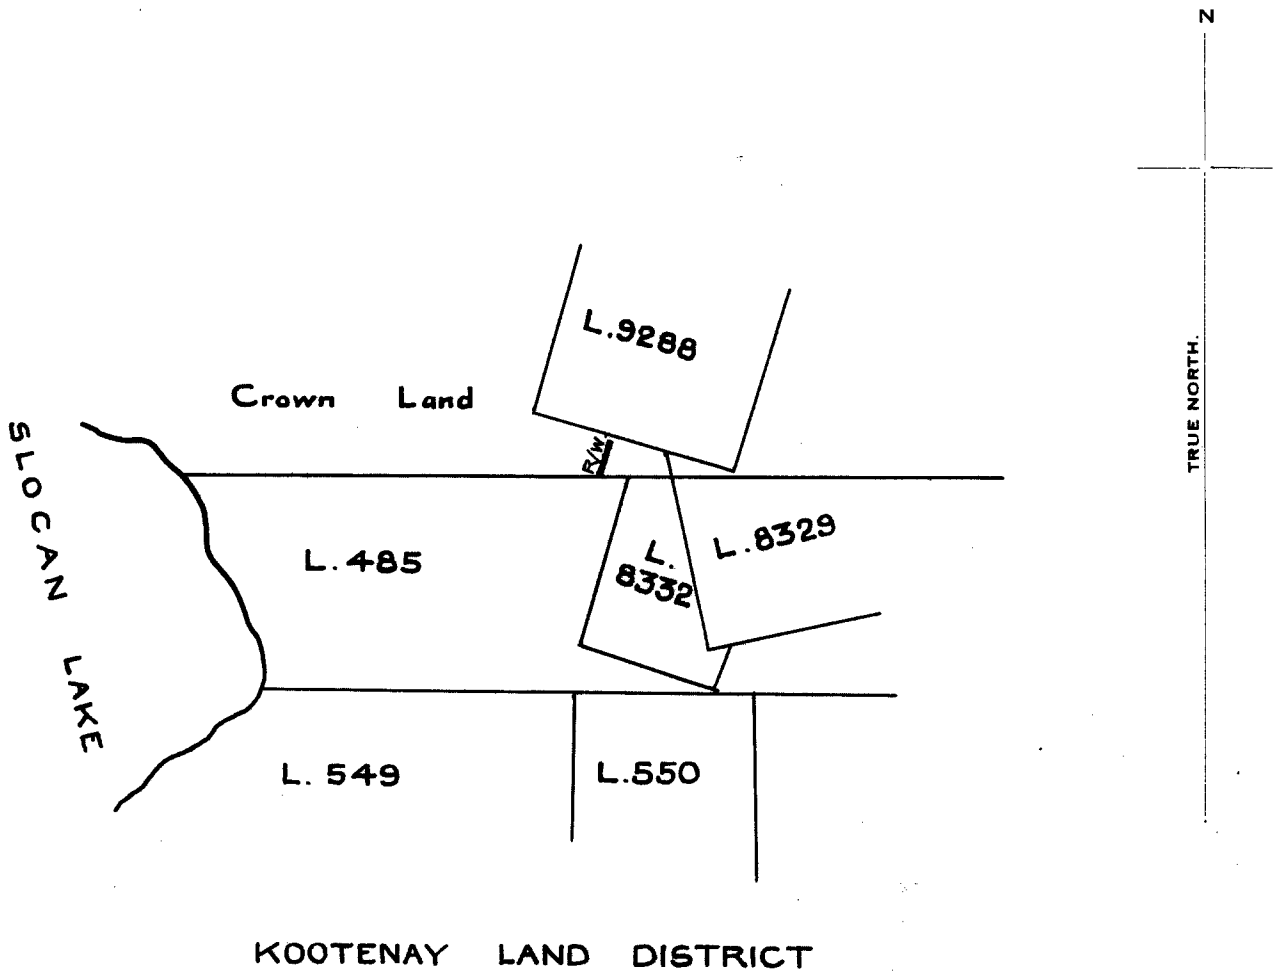 N
TRUE NORTH.
L.9288
Crown Land
R/W.
SLOCAN LAKE
L.485
L.
8332
L.8329
L. 549
L.550
KOOTENAY LAND DISTRICT